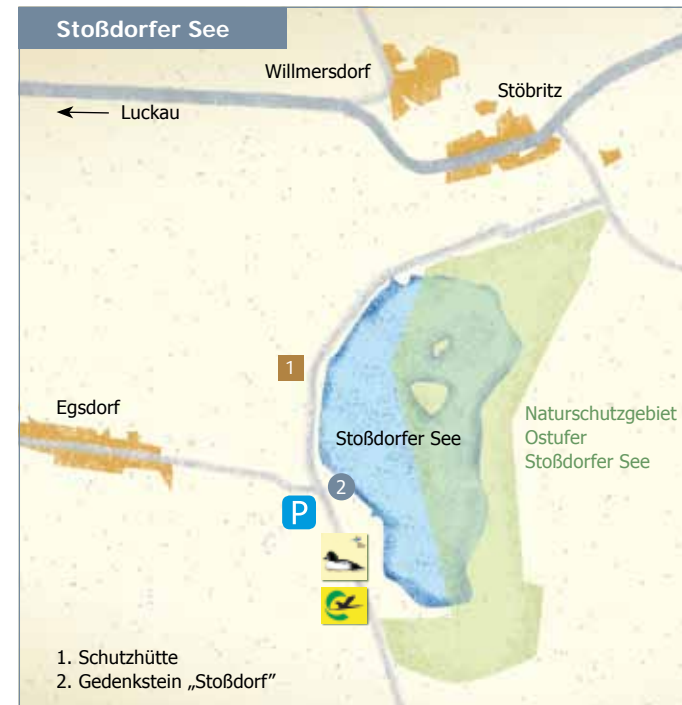 Stoßdorfer See
Willmersdorf
Stöbritz
Luckau
1
Egsdorf
Stoßdorfer See
Naturschutzgebiet
Ostufer
Stoßdorfer See
2
P
1. Schutzhütte
2. Gedenkstein „Stoßdorf"